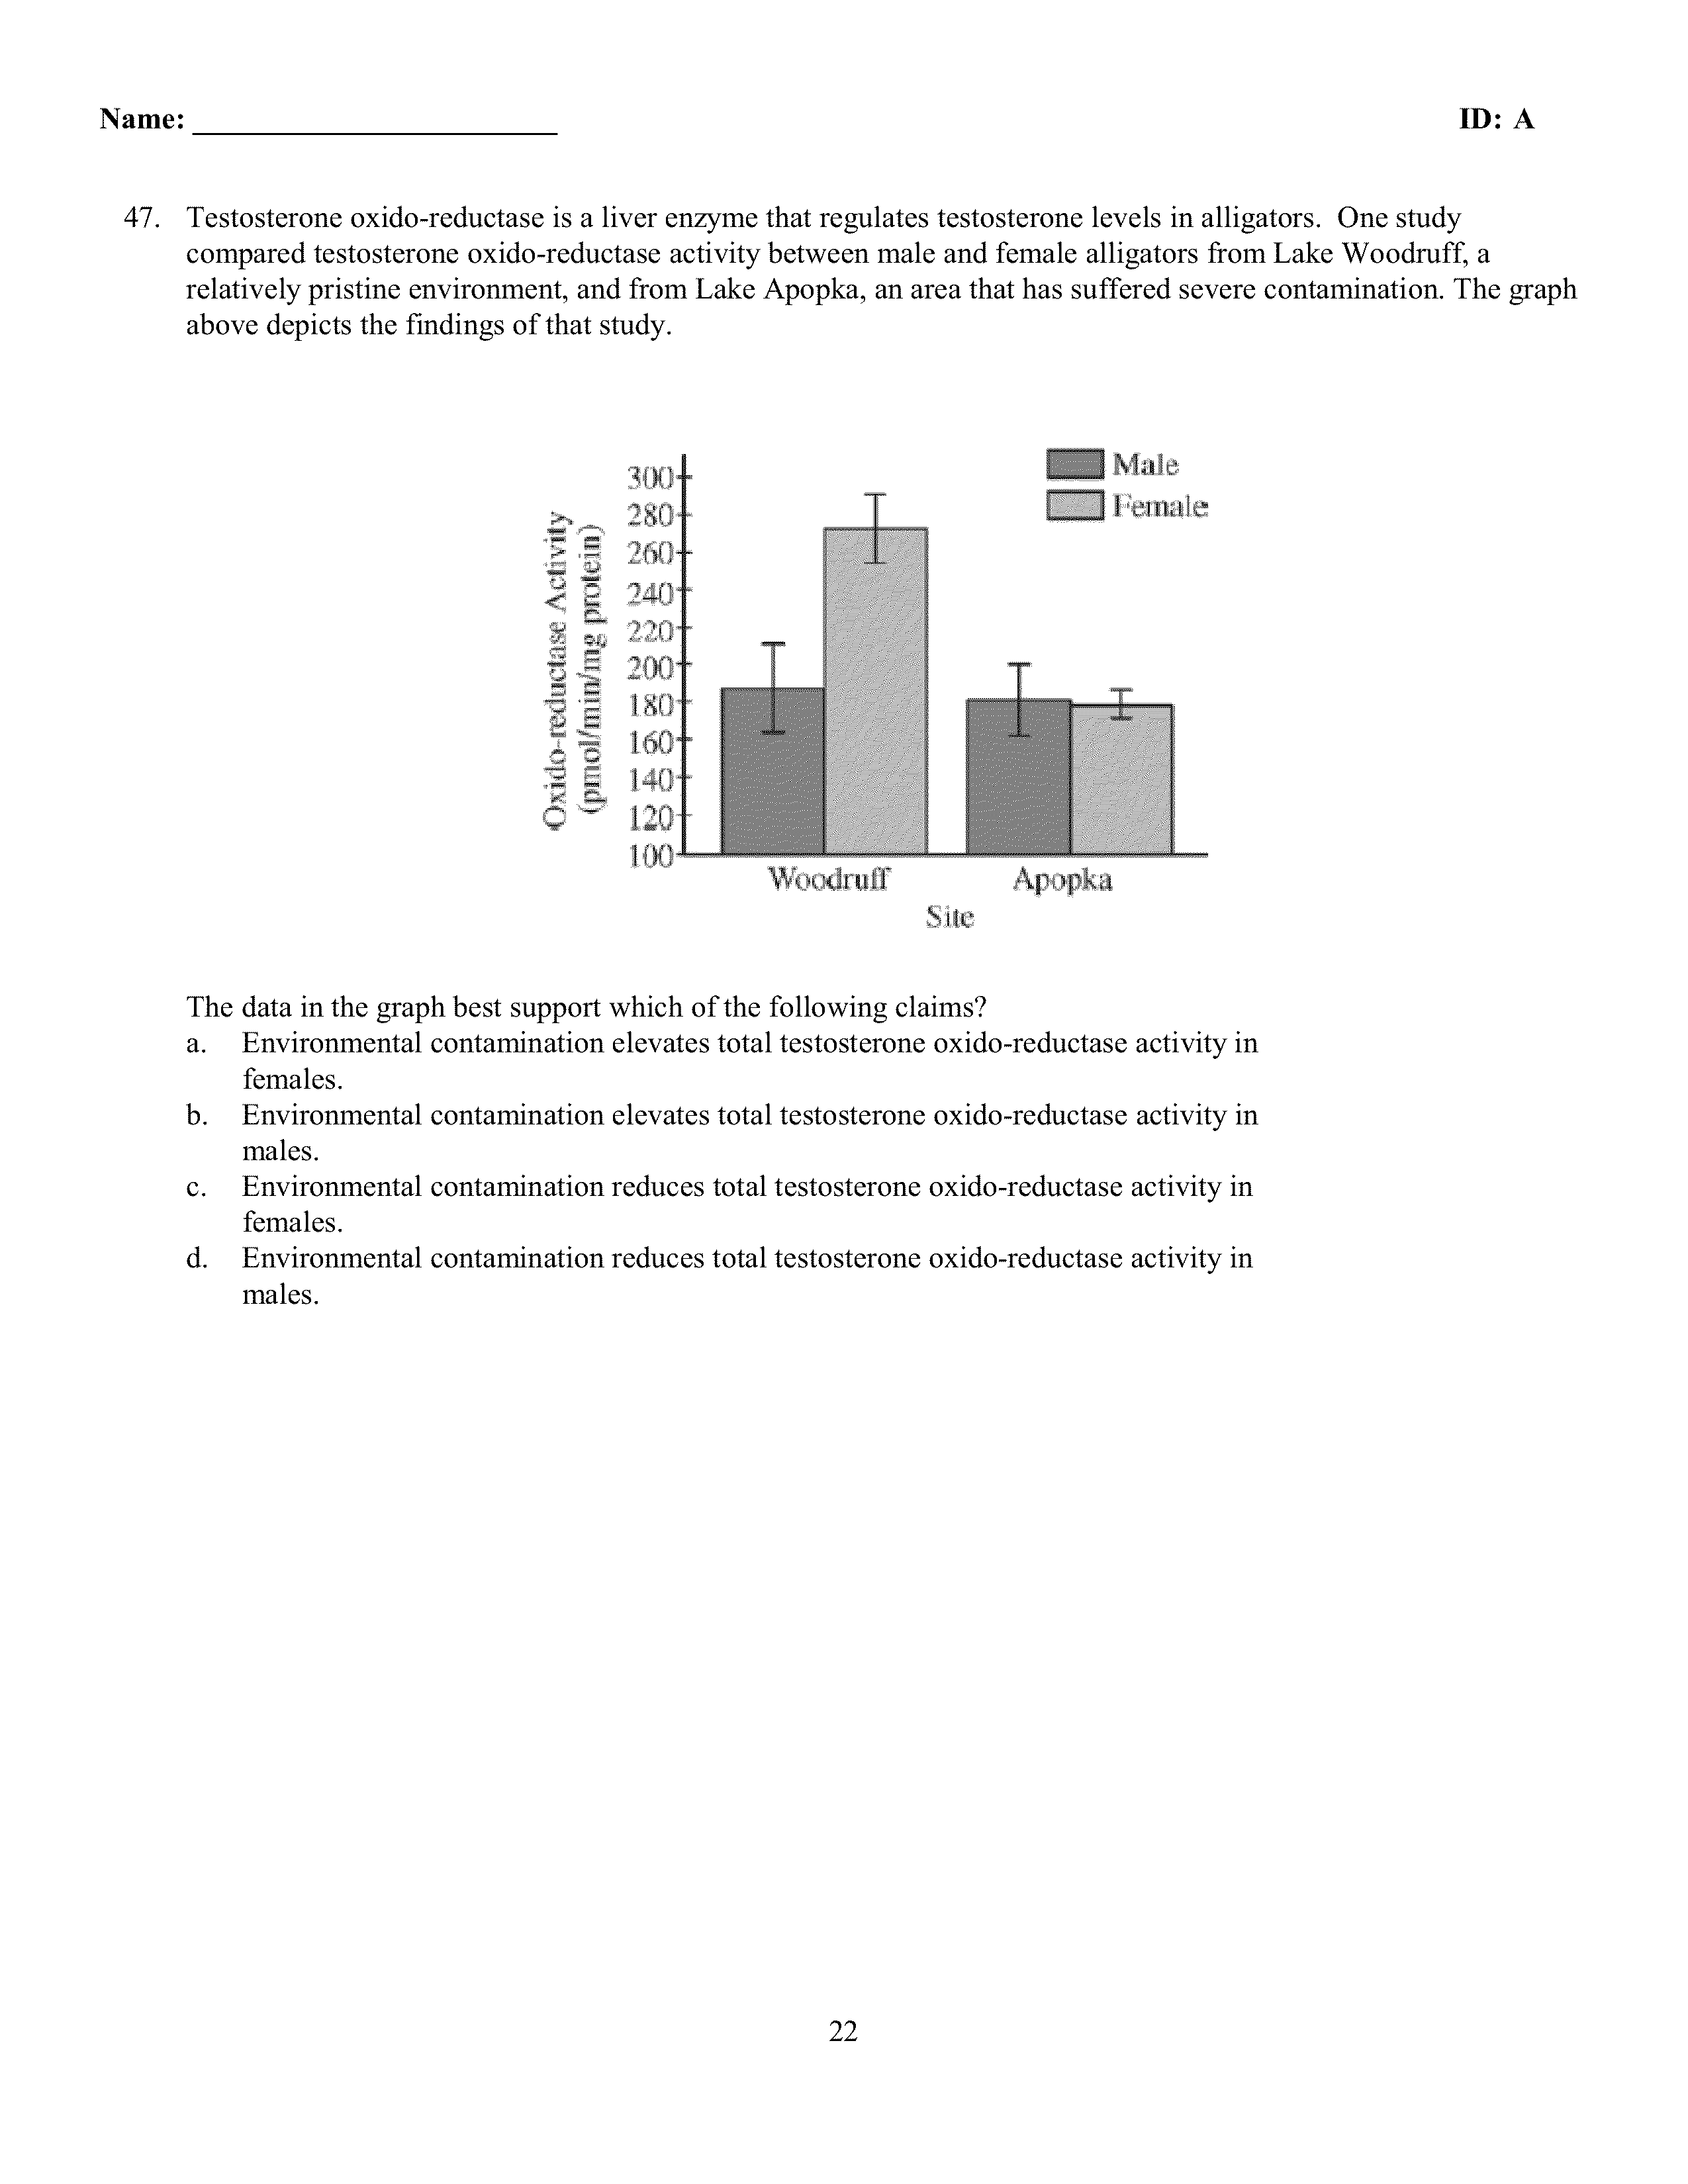 Name: ______________________ ID: A
47. Testosterone oxido-reductase is a liver enzyme that regulates testosterone levels in alligators. One study
compared testosterone oxido-reductase activity between male and female alligators from Lake Woodruff, a
relatively pristine environment, and from Lake Apopka, an area that has suffered severe contamination. The graph
above depicts the findings of that study.
Oxido-reductase Activity
(pmol/min/mg protein)
300
280
260
240
220
200
180
160
140
120
100
Male
Female
Woodruff Apopka
Site
The data in the graph best support which of the following claims?
a. Environmental contamination elevates total testosterone oxido-reductase activity in
females.
b. Environmental contamination elevates total testosterone oxido-reductase activity in
males.
c. Environmental contamination reduces total testosterone oxido-reductase activity in
females.
d. Environmental contamination reduces total testosterone oxido-reductase activity in
males.
22